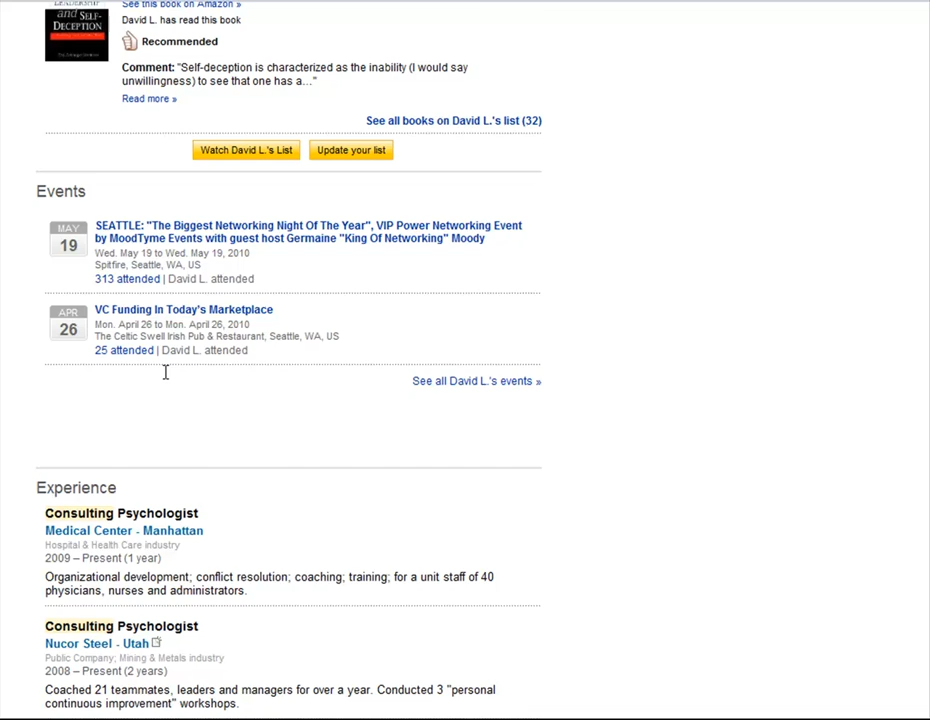 LEADERSHIP
and SELF-
DECEPTION
See this book on Amazon »
David L. has read this book
Recommended
Comment: "Self-deception is characterized as the inability (I would say
unwillingness) to see that one has a..."
Read more »
See all books on David L.'s list (32)
Watch David L.'s List
Update your list
Events
MAY
19
SEATTLE: "The Biggest Networking Night Of The Year", VIP Power Networking Event
by MoodTyme Events with guest host Germaine "King Of Networking" Moody
Wed. May 19 to Wed. May 19, 2010
Spitfire, Seattle, WA, US
313 attended | David L. attended
APR
26
VC Funding In Today's Marketplace
Mon. April 26 to Mon. April 26, 2010
The Celtic Swell Irish Pub & Restaurant, Seattle, WA, US
25 attended | David L. attended
See all David L.'s events »
Experience
Consulting Psychologist
Medical Center - Manhattan
Hospital & Health Care industry
2009 – Present (1 year)
Organizational development; conflict resolution; coaching; training; for a unit staff of 40
physicians, nurses and administrators.
Consulting Psychologist
Nucor Steel - Utah
Public Company; Mining & Metals industry
2008 – Present (2 years)
Coached 21 teammates, leaders and managers for over a year. Conducted 3 "personal
continuous improvement" workshops.